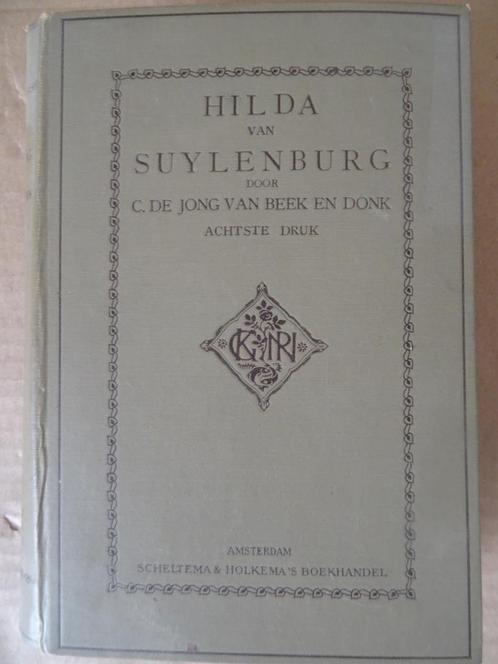 HILDA
VAN
SUYLENBURG
DOOR
C. DE JONG VAN BEEK EN DONK
ACHTSTE DRUK
AMSTERDAM
SCHELTEMA & HOLKEMA'S BOEKHANDEL